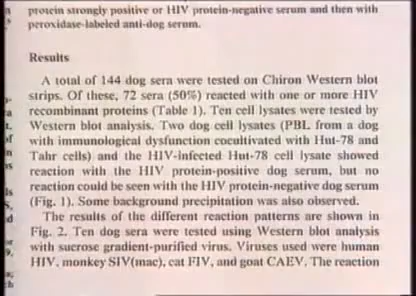 protein strongly positive or HIV protein-negative serum and then with
peroxidase-labeled anti-dog serum.
Results
A total of 144 dog sera were tested on Chiron Western blot
strips. Of these, 72 sera (50%) reacted with one or more HIV
recombinant proteins (Table 1). Ten cell lysates were tested by
Western blot analysis. Two dog cell lysates (PBL from a dog
with immunological dysfunction cocultivated with Hut-78 and
Tahr cells) and the HIV-infected Hut-78 cell lysate showed
reaction with the HIV protein-positive dog serum, but no
reaction could be seen with the HIV protein-negative dog serum
(Fig. 1). Some background precipitation was also observed.
The results of the different reaction patterns are shown in
Fig. 2. Ten dog sera were tested using Western blot analysis
with sucrose gradient-purified virus. Viruses used were human
HIV, monkey SIV(mac), cat FIV, and goat CAEV. The reaction